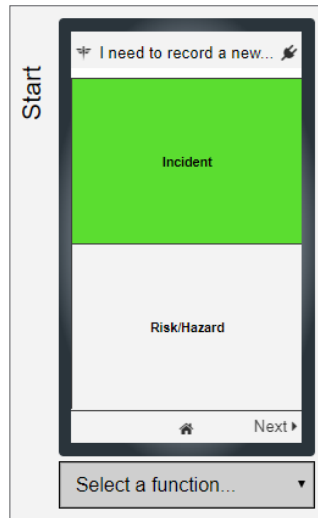 Start
I need to record a new...
Incident
Risk/Hazard
Next
Select a function...